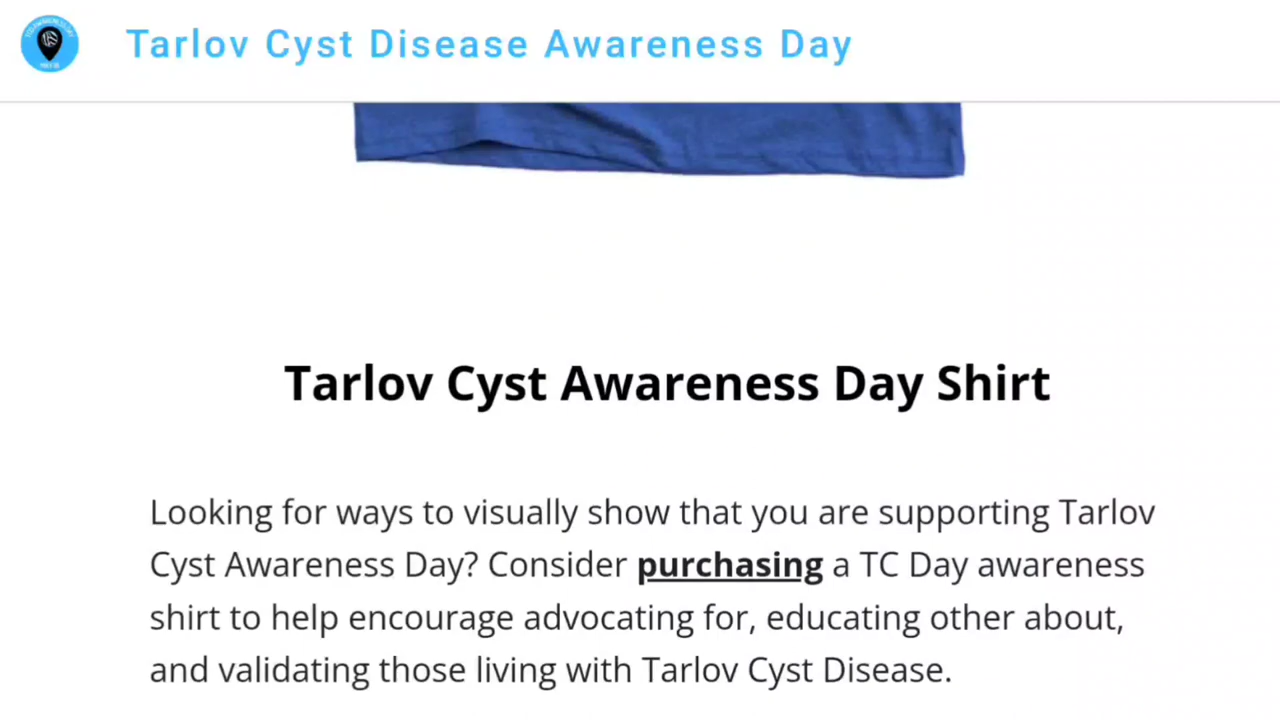 Tarlov Cyst Disease Awareness Day
Tarlov Cyst Awareness Day Shirt
Looking for ways to visually show that you are supporting Tarlov
Cyst Awareness Day? Consider purchasing a TC Day awareness
shirt to help encourage advocating for, educating other about,
and validating those living with Tarlov Cyst Disease.